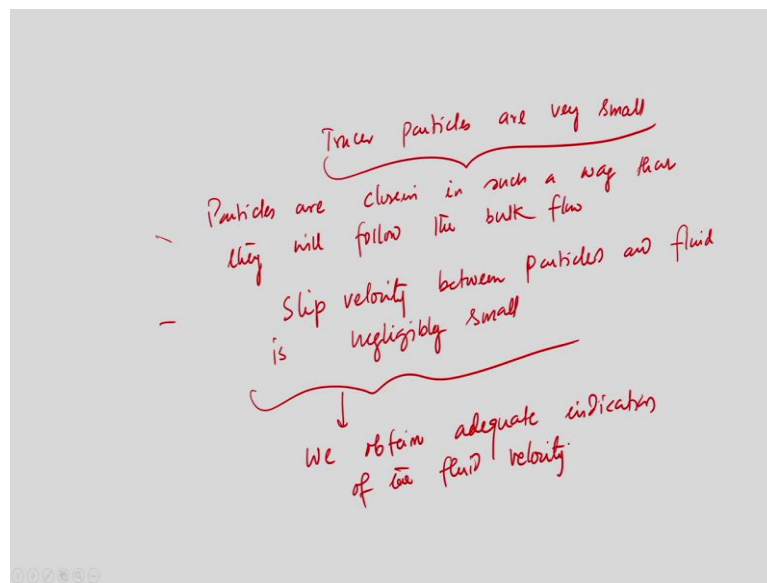 Tracer particles are very small
- Particles are chosen in such a way that
they will follow the bulk flow
- Slip velocity between particles and fluid
is negligibly small
We obtain adequate indication
of the fluid velocity.